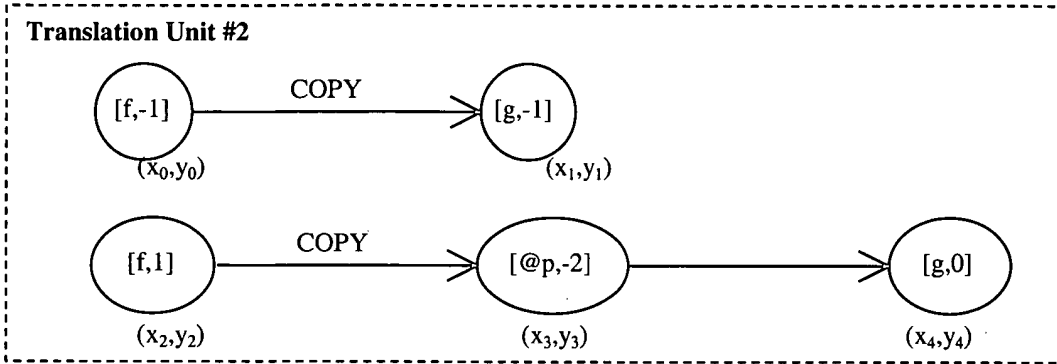 Translation Unit #2
COPY
[f,-1] [g,-1]
(x₀,y₀) (x₁,y₁)
COPY
[f,1] [@p,-2] [g,0]
(x₂,y₂) (x₃,y₃) (x₄,y₄)